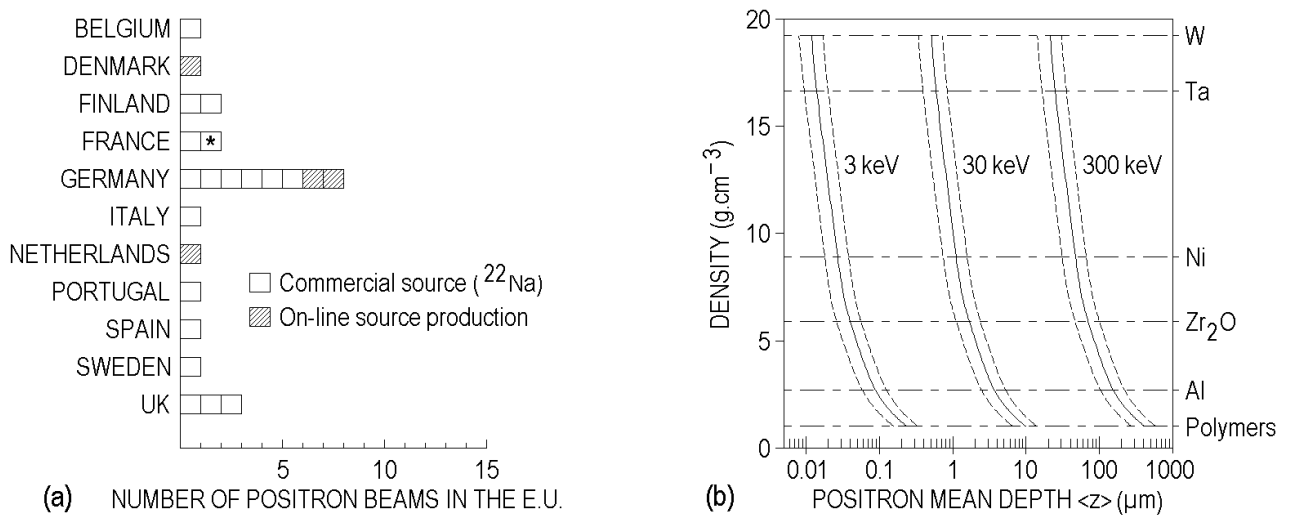 BELGIUM
DENMARK
FINLAND
FRANCE
*
GERMANY
ITALY
NETHERLANDS
PORTUGAL
SPAIN
SWEDEN
UK
Commercial source (²²Na)
On-line source production
5
10
15
(a)
NUMBER OF POSITRON BEAMS IN THE E.U.
20
15
10
5
0
DENSITY (g.cm⁻³)
3 keV
30 keV
300 keV
W
Ta
Ni
Zr₂O
Al
Polymers
0.01
0.1
1
10
100
1000
(b)
POSITRON MEAN DEPTH <z> (µm)